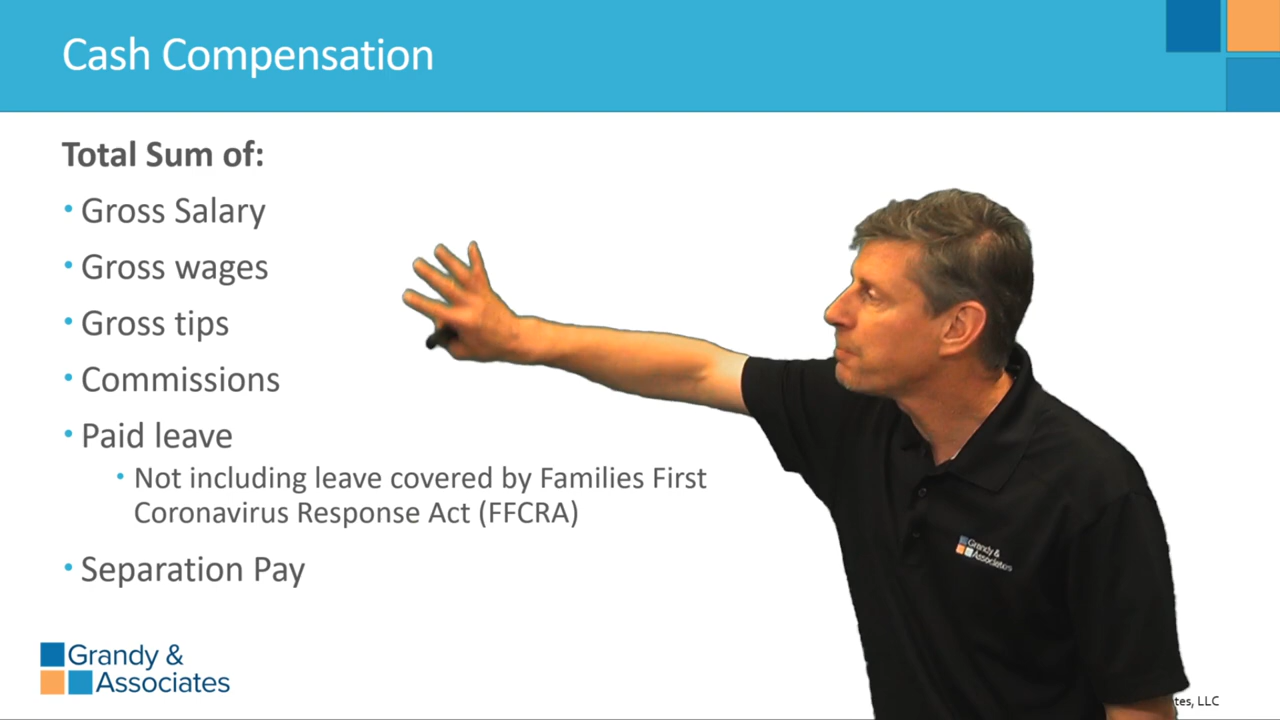 Cash Compensation
Total Sum of:
• Gross Salary
• Gross wages
• Gross tips
• Commissions
• Paid leave
• Not including leave covered by Families First
Coronavirus Response Act (FFCRA)
• Separation Pay
Grandy &
Associates
Grandy &
Associates
LLC